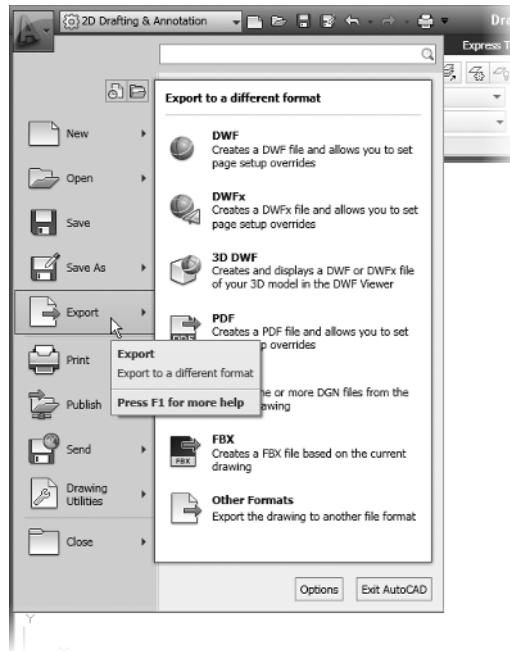 2D Drafting & Annotation
Dra
Express T
Export to a different format
New
Open
Save
Save As
Export
Print
Publish
Send
Drawing
Utilities
Close
DWF
Creates a DWF file and allows you to set
page setup overrides
DWFx
Creates a DWFx file and allows you to set
page setup overrides
3D DWF
Creates and displays a DWF or DWFx file
of your 3D model in the DWF Viewer
PDF
Creates a PDF file and allows you to set
overrides
Export
Export to a different format
Press F1 for more help
ne or more DGN files from the
awing
FBX
FBX
Creates a FBX file based on the current
drawing
Other Formats
Export the drawing to another file format
Options
Exit AutoCAD
Y